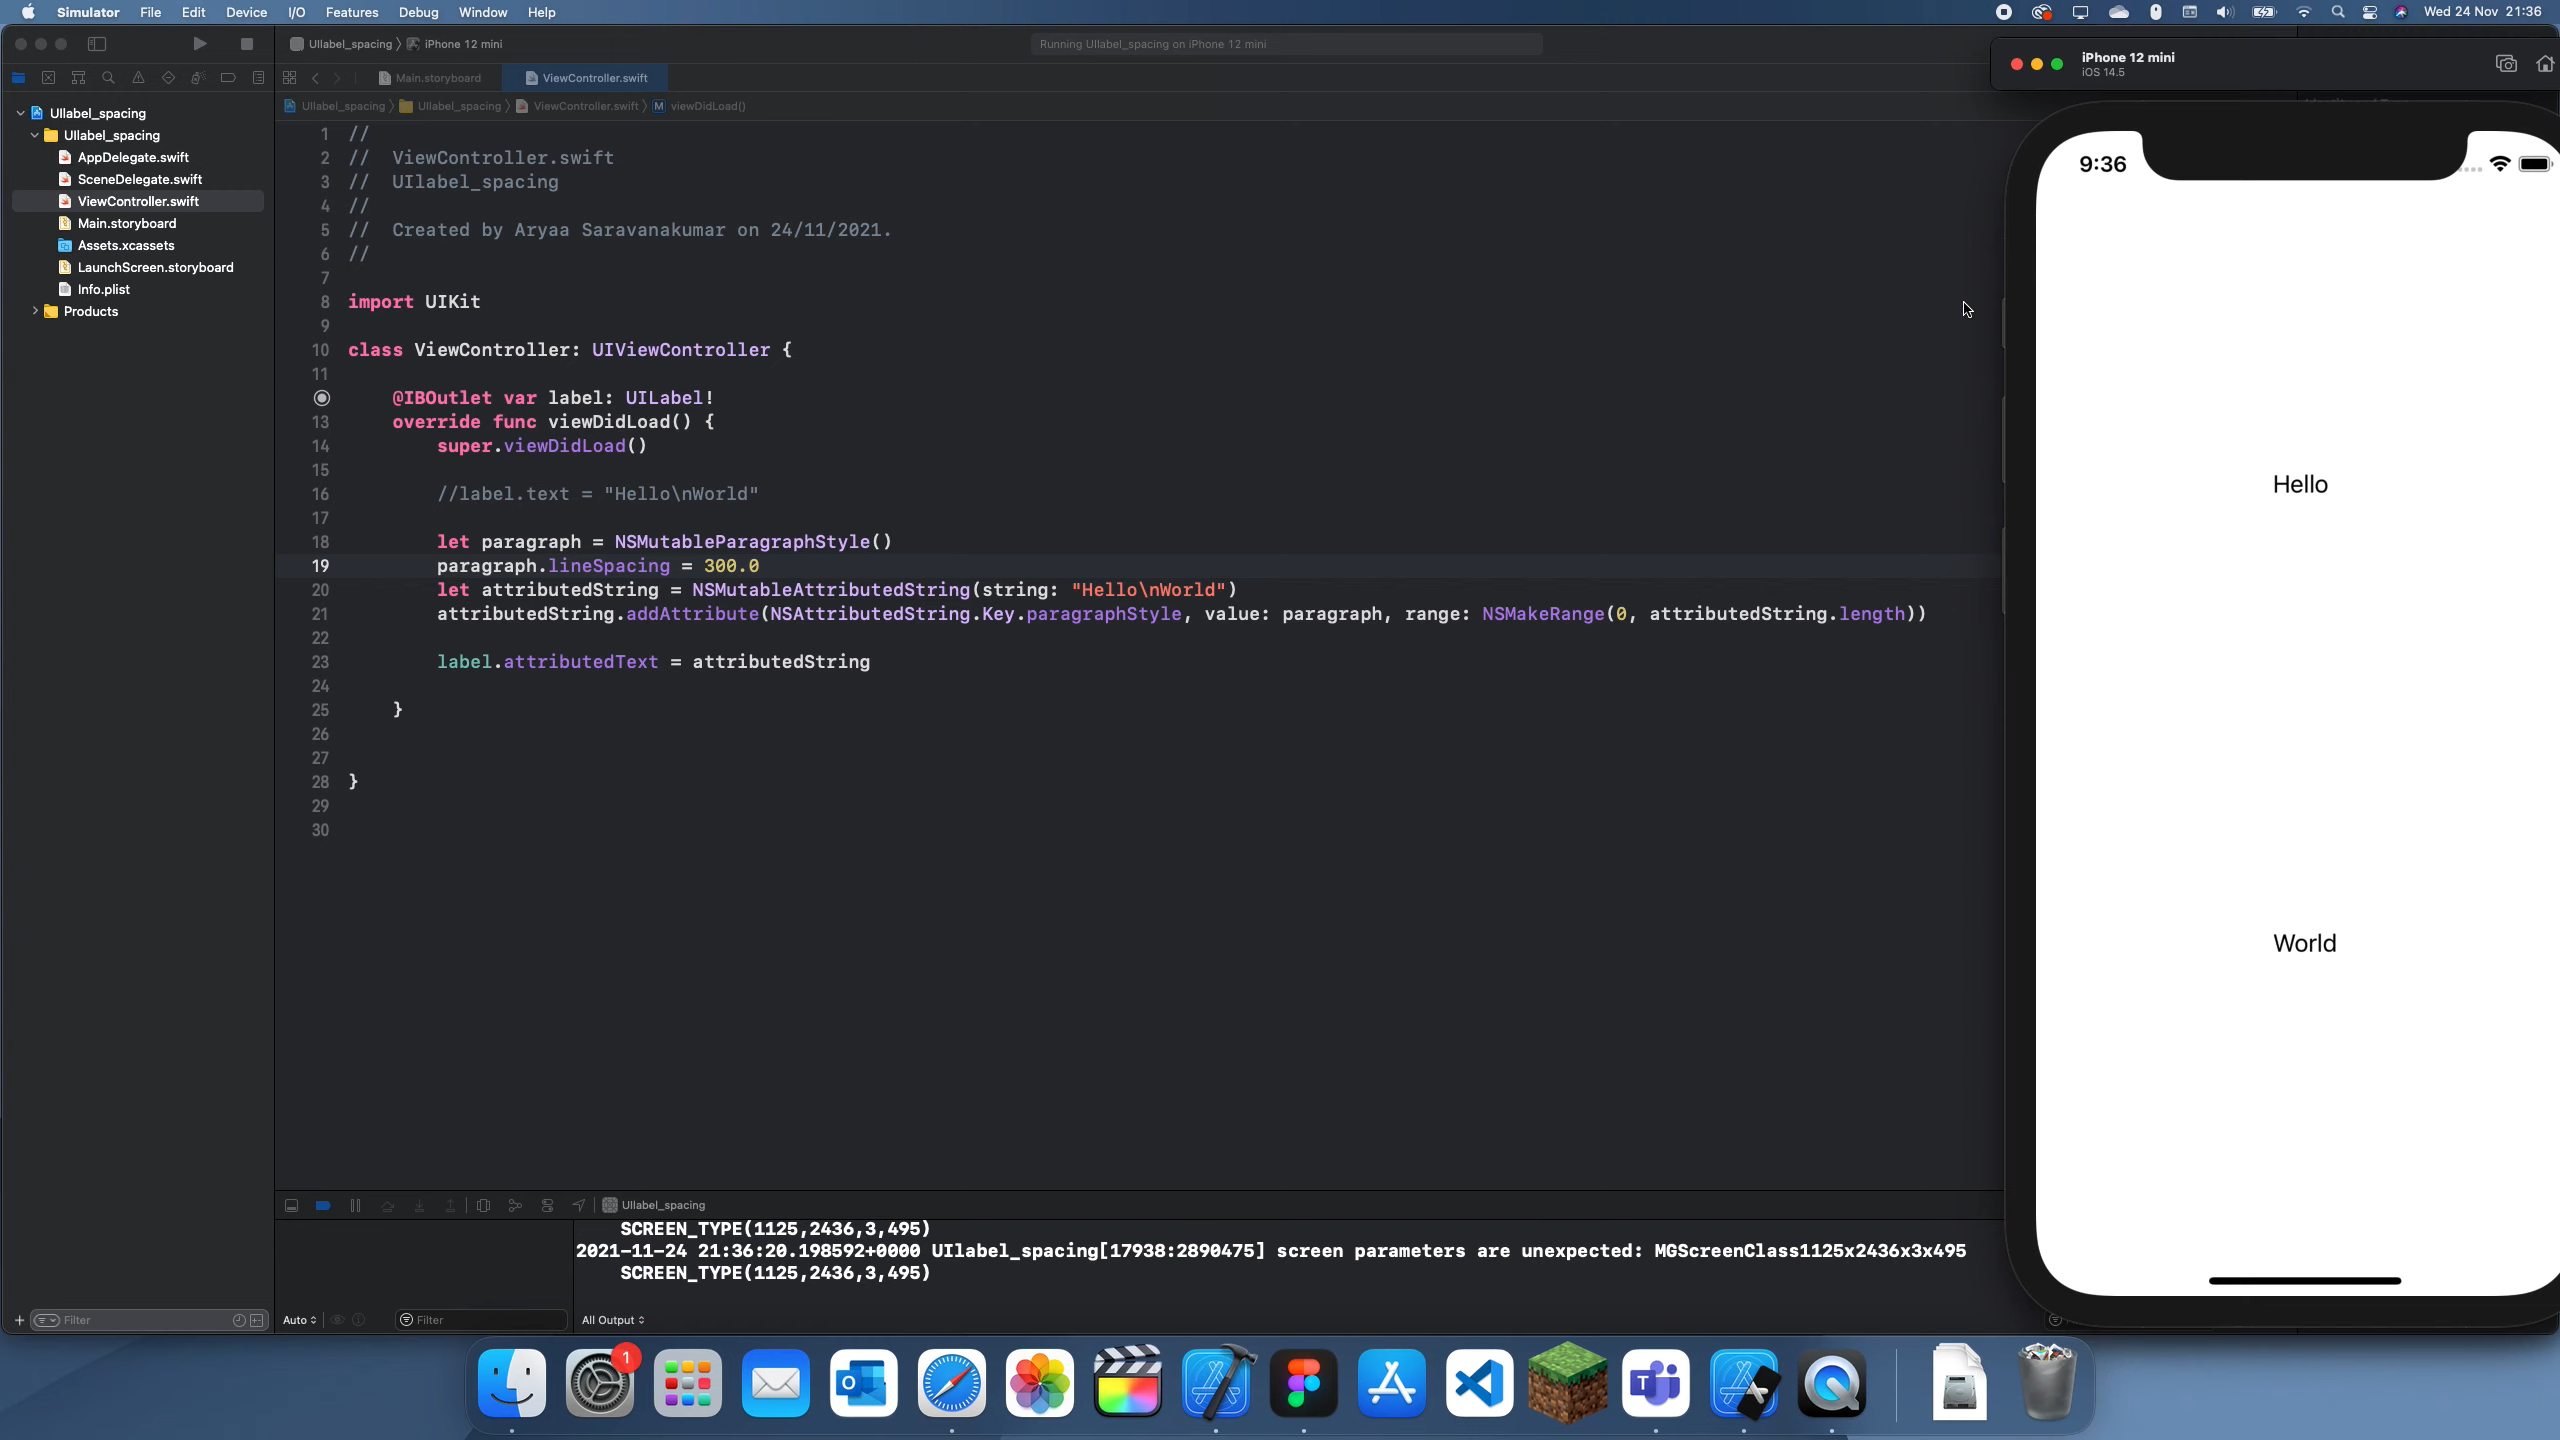 Simulator File Edit Device I/O Features Debug Window Help
Wed 24 Nov 21:36
UIlabel_spacing
iPhone 12 mini
Running UIlabel_spacing on iPhone 12 mini
iPhone 12 mini
iOS 14.5
Main.storyboard
ViewController.swift
UIlabel_spacing
UIlabel_spacing
ViewController.swift
M
viewDidLoad()
UIlabel_spacing
UIlabel_spacing
AppDelegate.swift
SceneDelegate.swift
ViewController.swift
Main.storyboard
Assets.xcassets
LaunchScreen.storyboard
Info.plist
Products
1 //
2 // ViewController.swift
3 // UIlabel_spacing
4 //
5 // Created by Aryaa Saravanakumar on 24/11/2021.
6 //
7
8 import UIKit
9
10 class ViewController: UIViewController {
11
@IBOutlet var label: UILabel!
13 override func viewDidLoad() {
14 super.viewDidLoad()
15
16 //label.text = "Hello\nWorld"
17
18 let paragraph = NSMutableParagraphStyle()
19 paragraph.lineSpacing = 300.0
20 let attributedString = NSMutableAttributedString(string: "Hello\nWorld")
21 attributedString.addAttribute(NSAttributedString.Key.paragraphStyle, value: paragraph, range: NSMakeRange(0, attributedString.length))
22
23 label.attributedText = attributedString
24
25 }
26
27
28 }
29
30
9:36
Hello
World
UIlabel_spacing
SCREEN_TYPE(1125,2436,3,495)
2021-11-24 21:36:20.198592+0000 UIlabel_spacing[17938:2890475] screen parameters are unexpected: MGScreenClass1125x2436x3x495
SCREEN_TYPE(1125,2436,3,495)
Filter
Auto
Filter
All Output
1